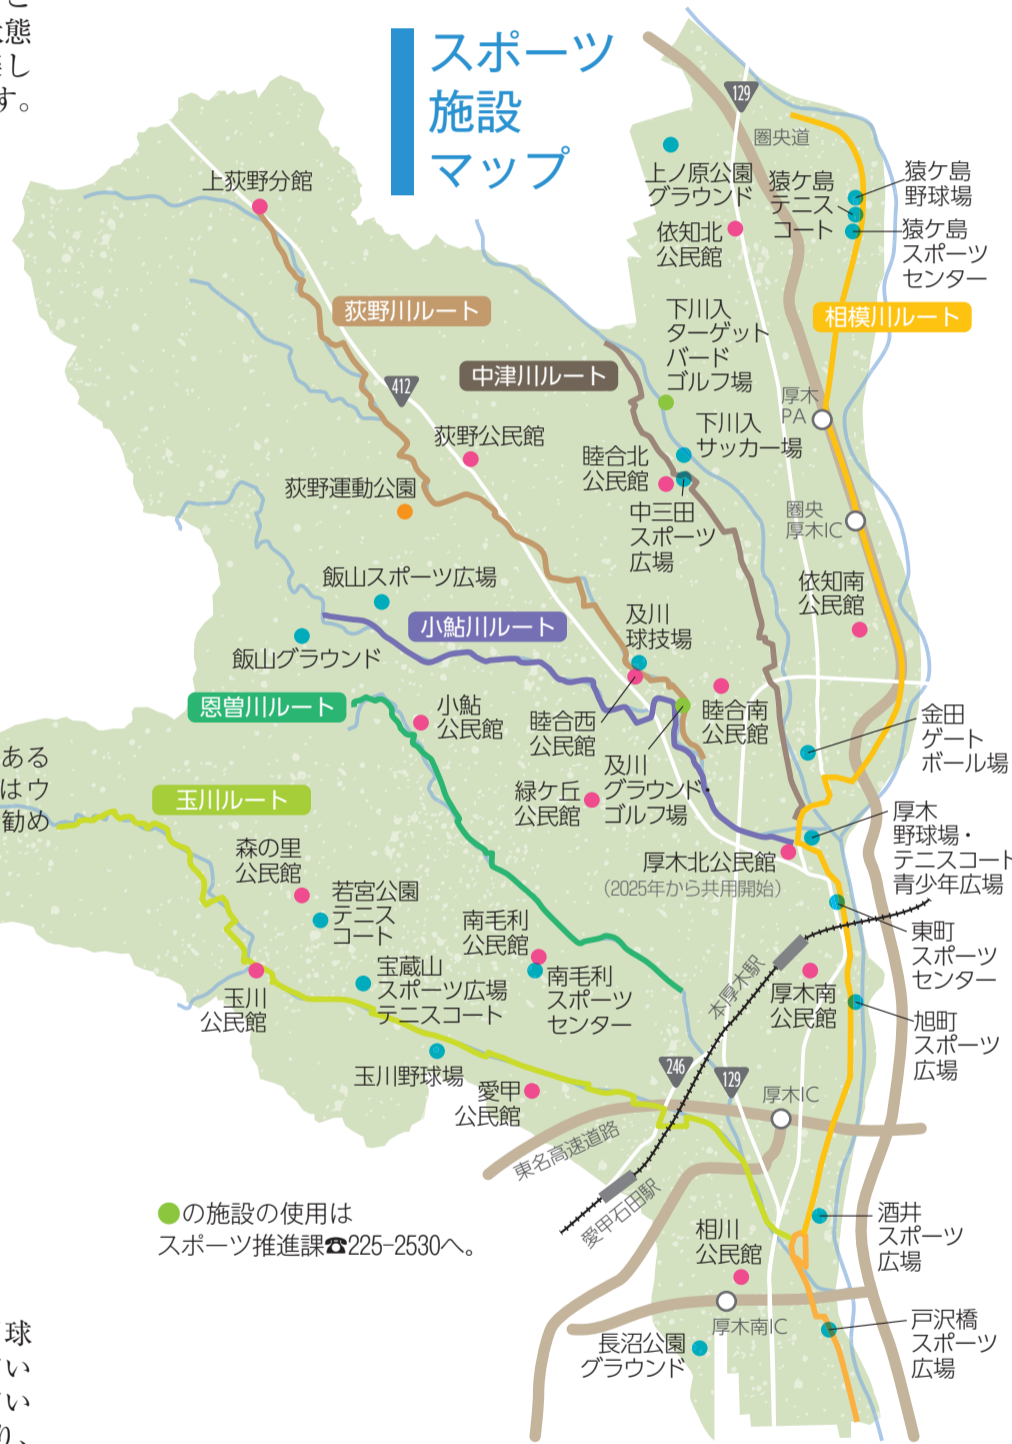 と
態
し
す。
スポーツ
施設
マップ
129
圏央道
上ノ原公園
グラウンド
猿ケ島
テニス
コート
猿ケ島
野球場
猿ケ島
スポーツ
センター
依知北
公民館
上荻野分館
荻野川ルート
下川入
ターゲット
バード
ゴルフ場
相模川ルート
中津川ルート
412
厚木
PA
荻野公民館
下川入
サッカー場
睦合北
公民館
荻野運動公園
中三田
スポーツ
広場
圏央
厚木IC
飯山スポーツ広場
依知南
公民館
小鮎川ルート
及川
球技場
飯山グラウンド
恩曽川ルート
小鮎
公民館
睦合西
公民館
睦合南
公民館
金田
ゲート
ボール場
ある
はウ
勧め
及川
グラウンド・
ゴルフ場
緑ケ丘
公民館
玉川ルート
厚木
野球場・
テニスコート
青少年広場
森の里
公民館
厚木北公民館
(2025年から共用開始)
若宮公園
テニス
コート
南毛利
公民館
東町
スポーツ
センター
宝蔵山
スポーツ広場
テニスコート
南毛利
スポーツ
センター
本厚木駅
厚木南
公民館
玉川
公民館
旭町
スポーツ
広場
玉川野球場
246
129
愛甲
公民館
厚木IC
東名高速道路
愛甲石田駅
●の施設の使用は
スポーツ推進課☎225-2530へ。
相川
公民館
酒井
スポーツ
広場
厚木南IC
長沼公園
グラウンド
戸沢橋
スポーツ
広場
球
い
い
り、